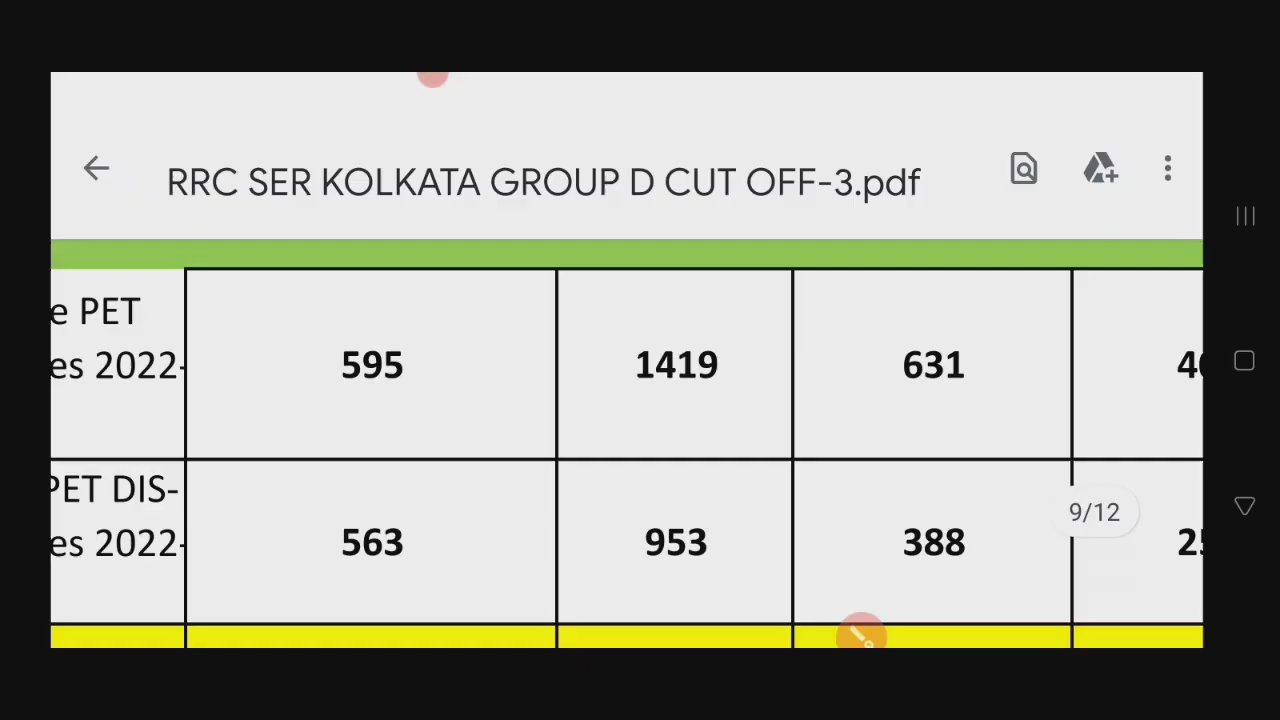 RRC SER KOLKATA GROUP D CUT OFF-3.pdf
e PET
es 2022-
595 1419 631
PET DIS-
es 2022-
563 953 388
9/12